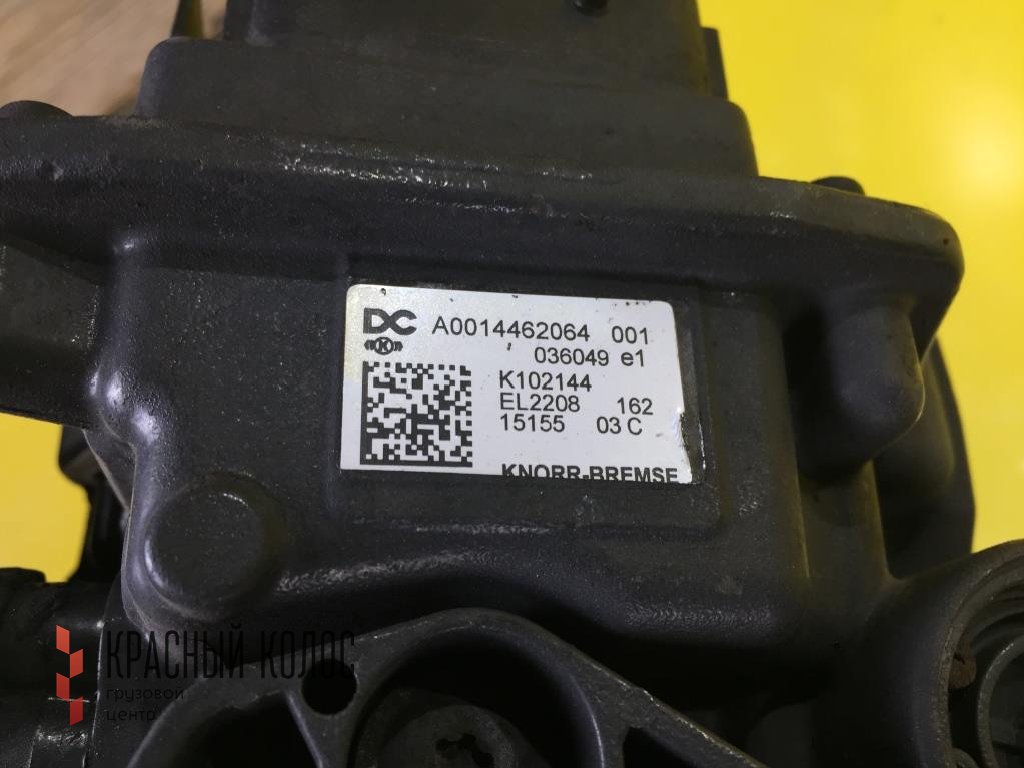 DC A0014462064 001
K 036049 e1
K102144
EL2208 162
15155 03 C
KNORR-BREMSE
КРАСНЫЙ КОЛОС
грузовой
центр